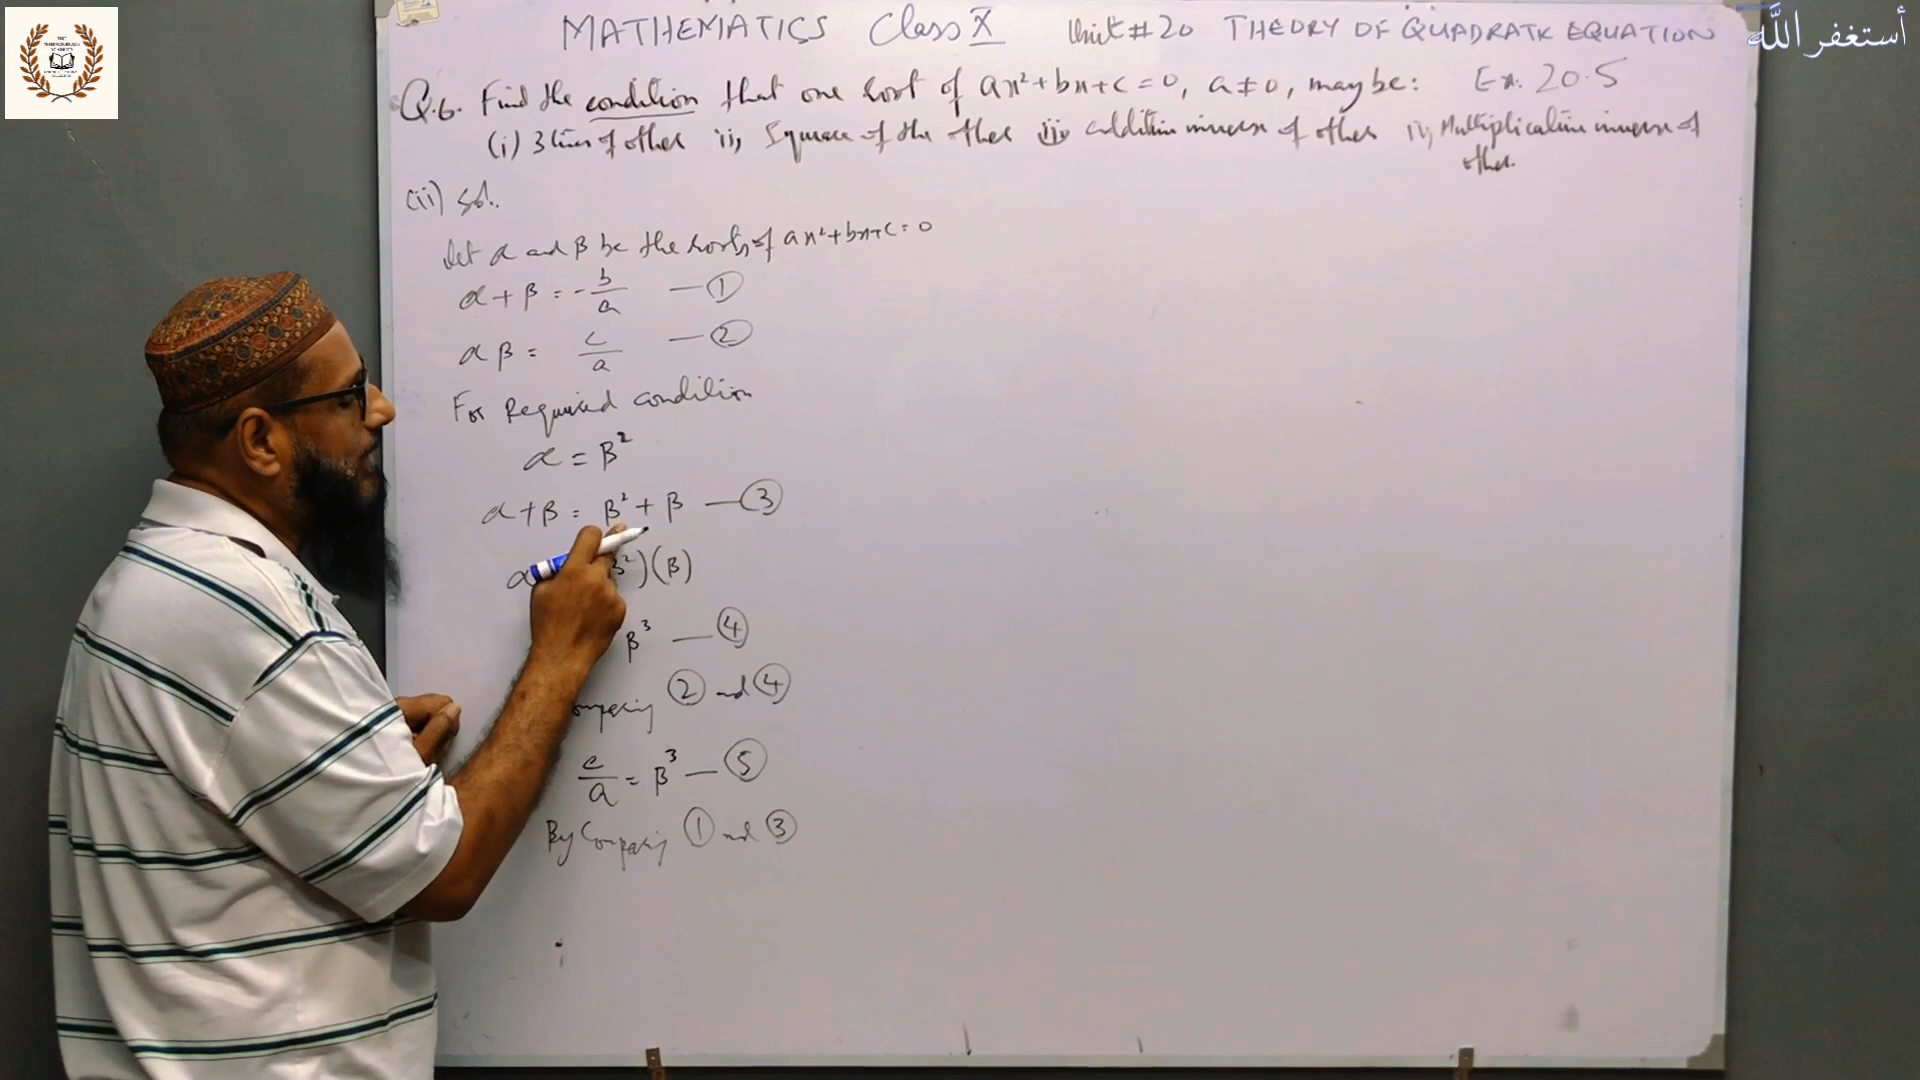 MATHEMATICS Class X Unit # 20 THEORY OF QUADRATIC EQUATION
أستغفر اللَّه
Q.6. Find the condition that one root of ax²+bx+c=0, a≠0, may be: Ex. 20.5
(i) 3 times of other ii, Square of the other iii, additive inverse of other iv, Multiplicative inverse of
other.
(ii) Sol.
Let α and β be the roots of ax²+bx+c=0
α+β = -b/a —①
αβ = c/a —②
For Required condition
α = β²
α+β = β²+β —③
α β²)(β)
β³ —④
omparing ② and ④
c/a = β³ —⑤
By Comparing ① and ③